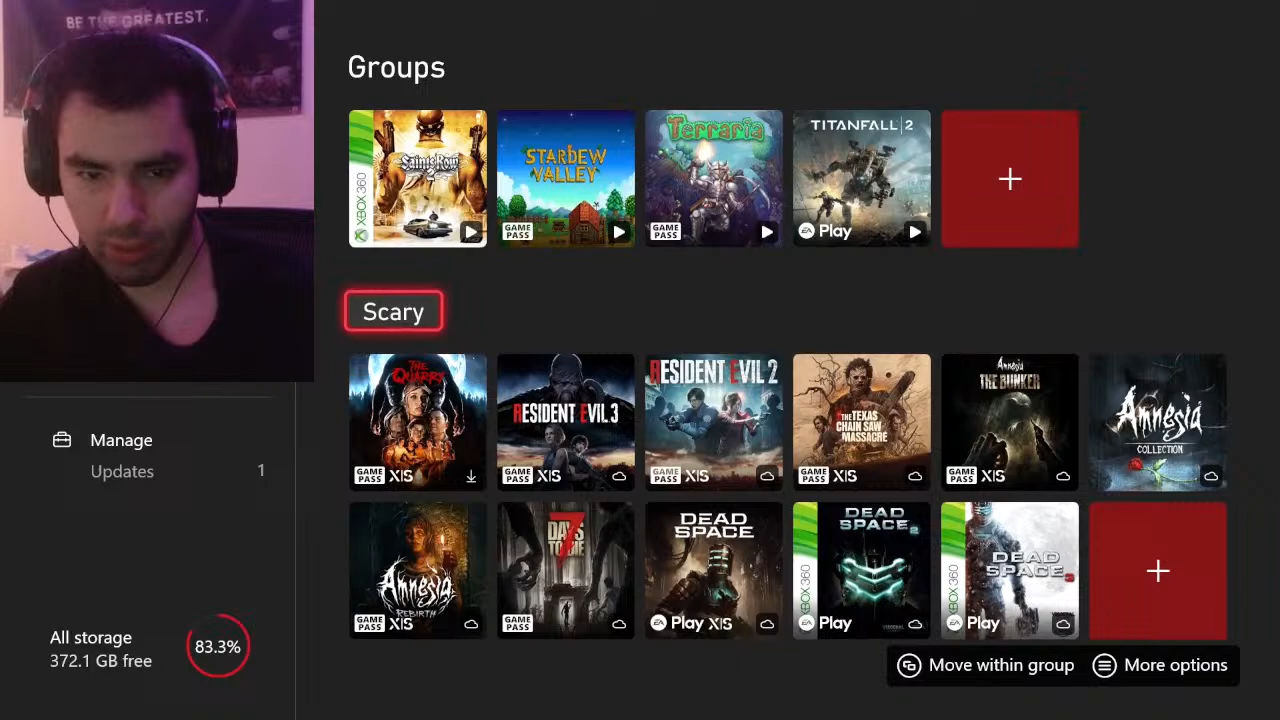 BE THE GREATEST.
Groups
XBOX 360
Saints Row
2
STARDEW
VALLEY
GAME
PASS
Terraria
GAME
PASS
TITANFALL | 2
EA Play
+
Scary
THE
QUARRY
GAME
PASS X|S
RESIDENT EVIL 3
GAME
PASS X|S
RESIDENT EVIL 2
GAME
PASS X|S
THE TEXAS
CHAIN SAW
MASSACRE
GAME
PASS X|S
Amnesia
THE BUNKER
GAME
PASS X|S
Amnesia
COLLECTION
Amnesia
REBIRTH
GAME
PASS X|S
7
DAYS
TO DIE
GAME
PASS
DEAD
SPACE
EA Play X|S
XBOX 360
DEAD
SPACE 2
EA Play
XBOX 360
DEAD
SPACE 3
EA Play
+
Manage
Updates 1
All storage
372.1 GB free
83.3%
Move within group
More options